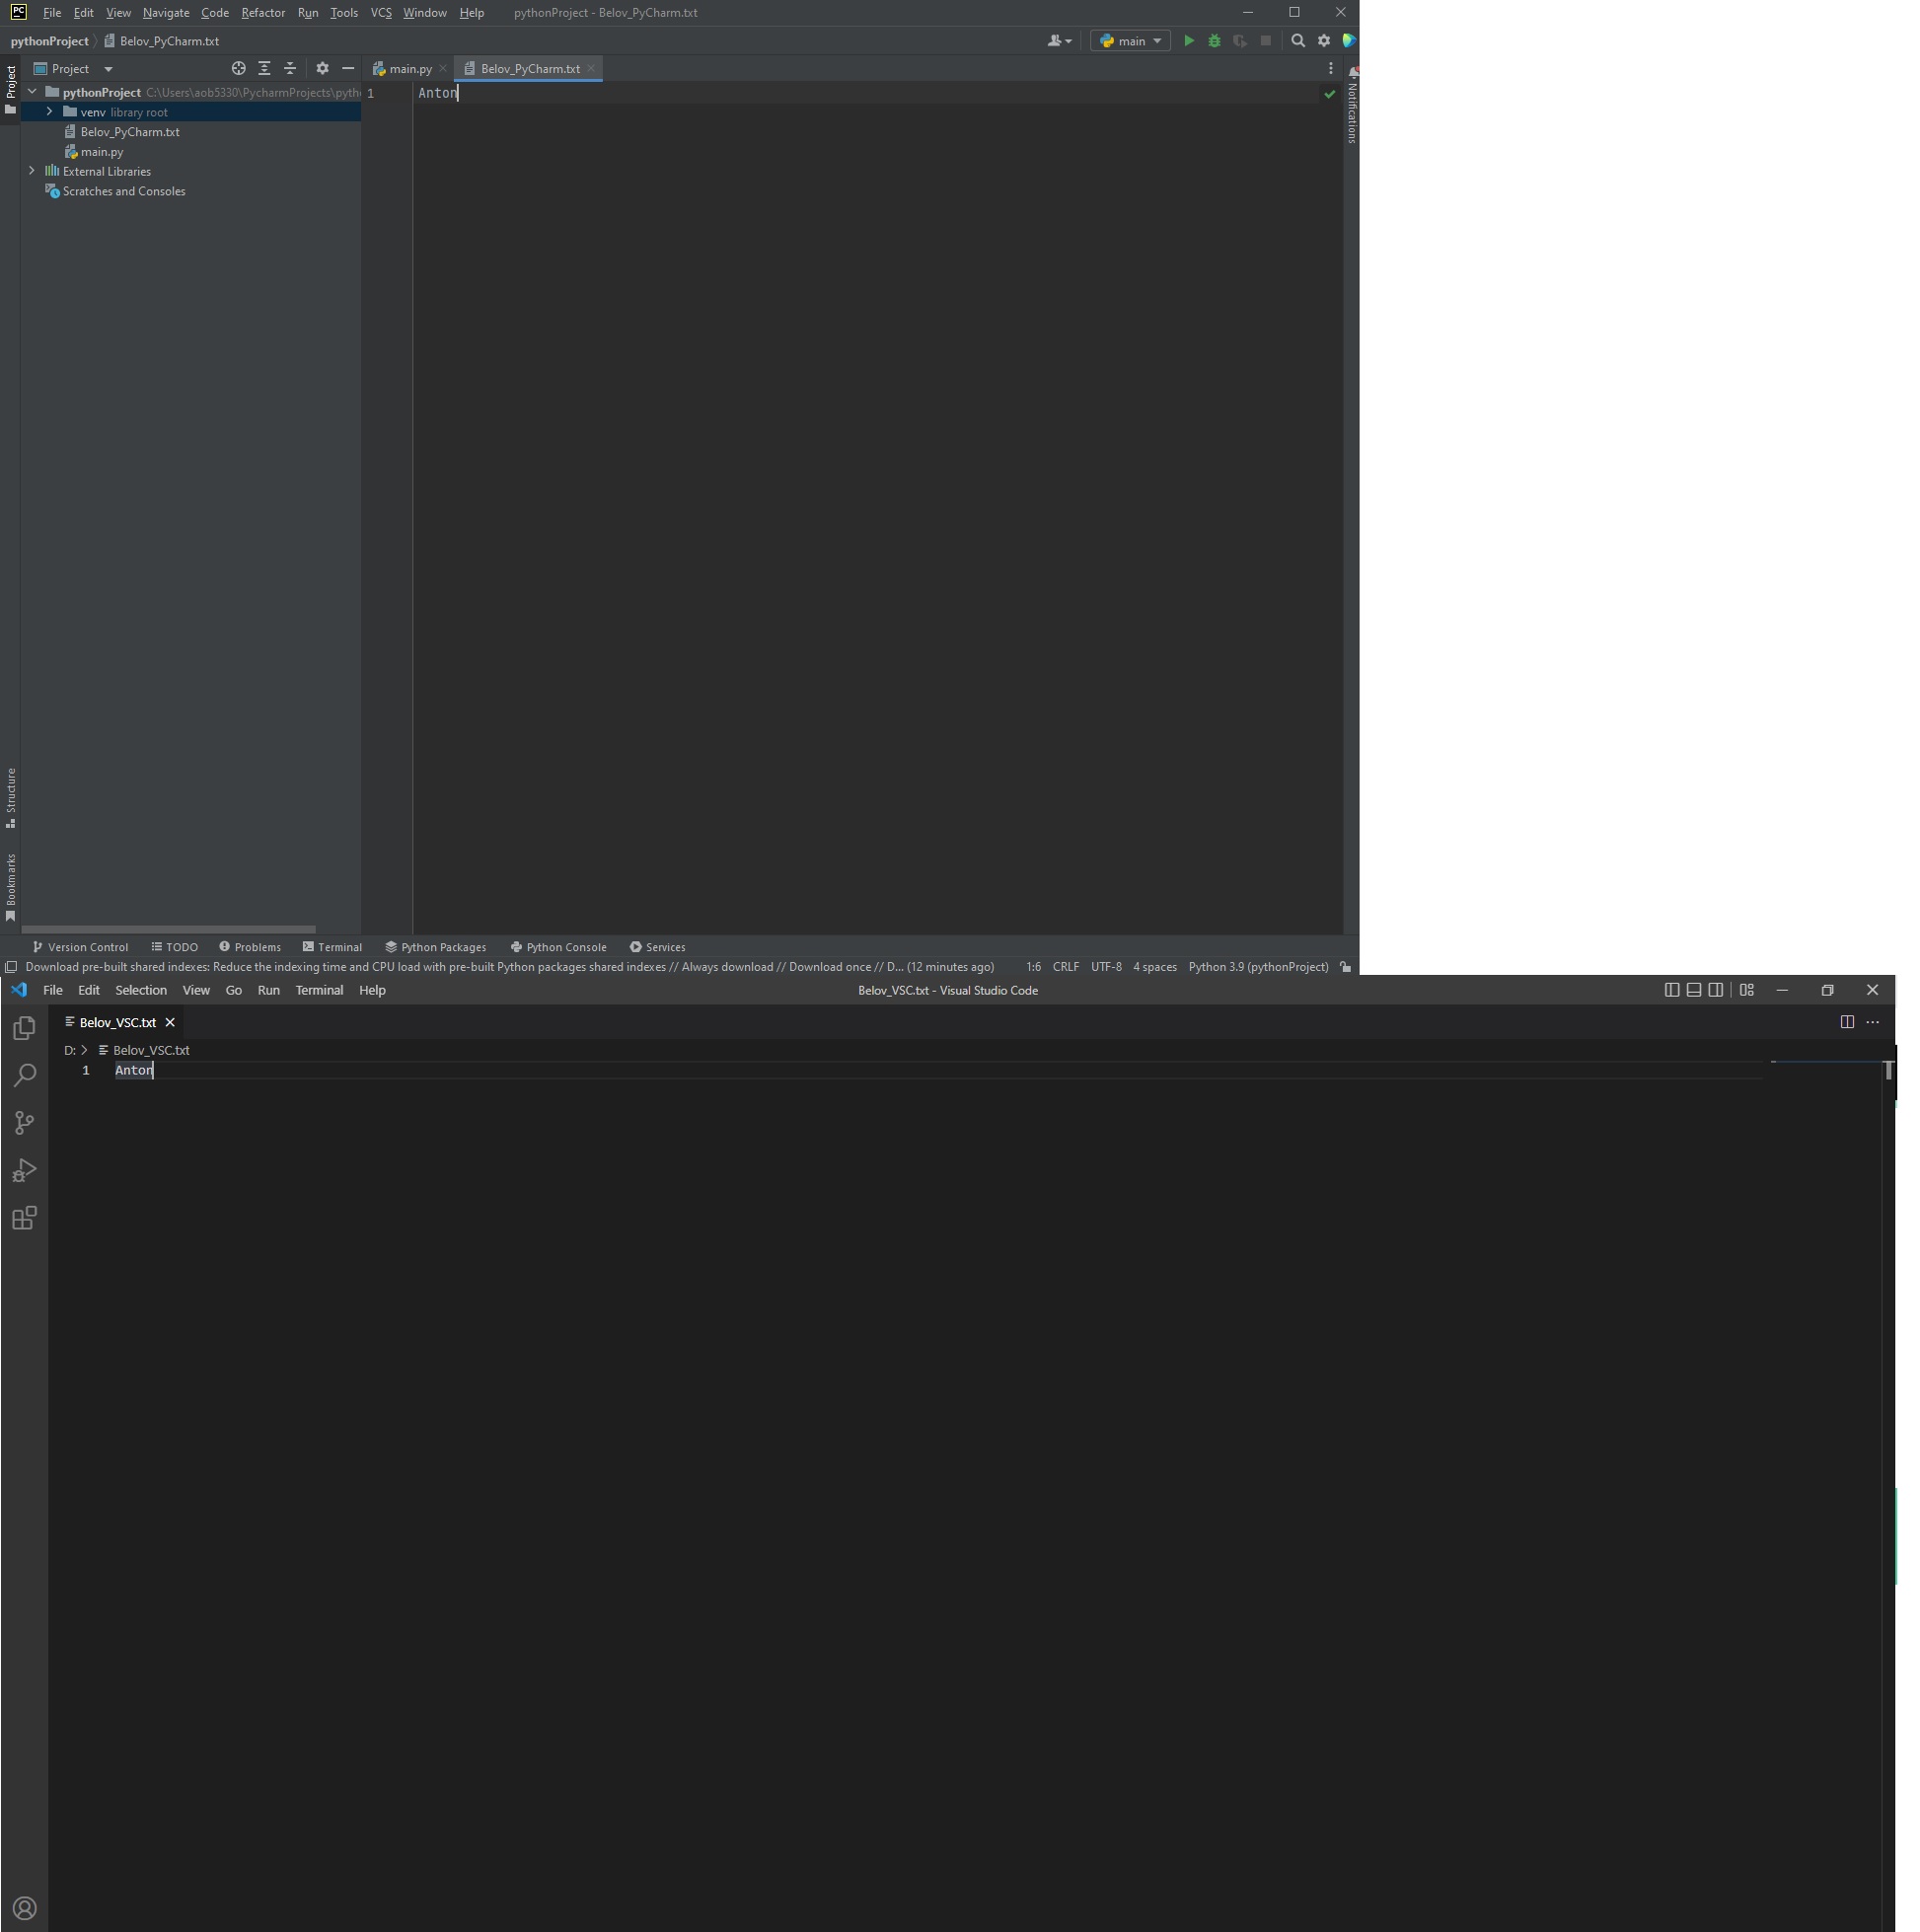 PC File Edit View Navigate Code Refactor Run Tools VCS Window Help pythonProject - Belov_PyCharm.txt
pythonProject Belov_PyCharm.txt main
Project Project main.py Belov_PyCharm.txt Notifications
pythonProject C:\Users\aob5330\PycharmProjects\pytho 1 Anton
venv library root
Belov_PyCharm.txt
main.py
External Libraries
Scratches and Consoles
Structure
Bookmarks
Version Control TODO Problems Terminal Python Packages Python Console Services
Download pre-built shared indexes: Reduce the indexing time and CPU load with pre-built Python packages shared indexes // Always download // Download once // D... (12 minutes ago) 1:6 CRLF UTF-8 4 spaces Python 3.9 (pythonProject)
File Edit Selection View Go Run Terminal Help Belov_VSC.txt - Visual Studio Code
Belov_VSC.txt
D: > Belov_VSC.txt
1 Anton